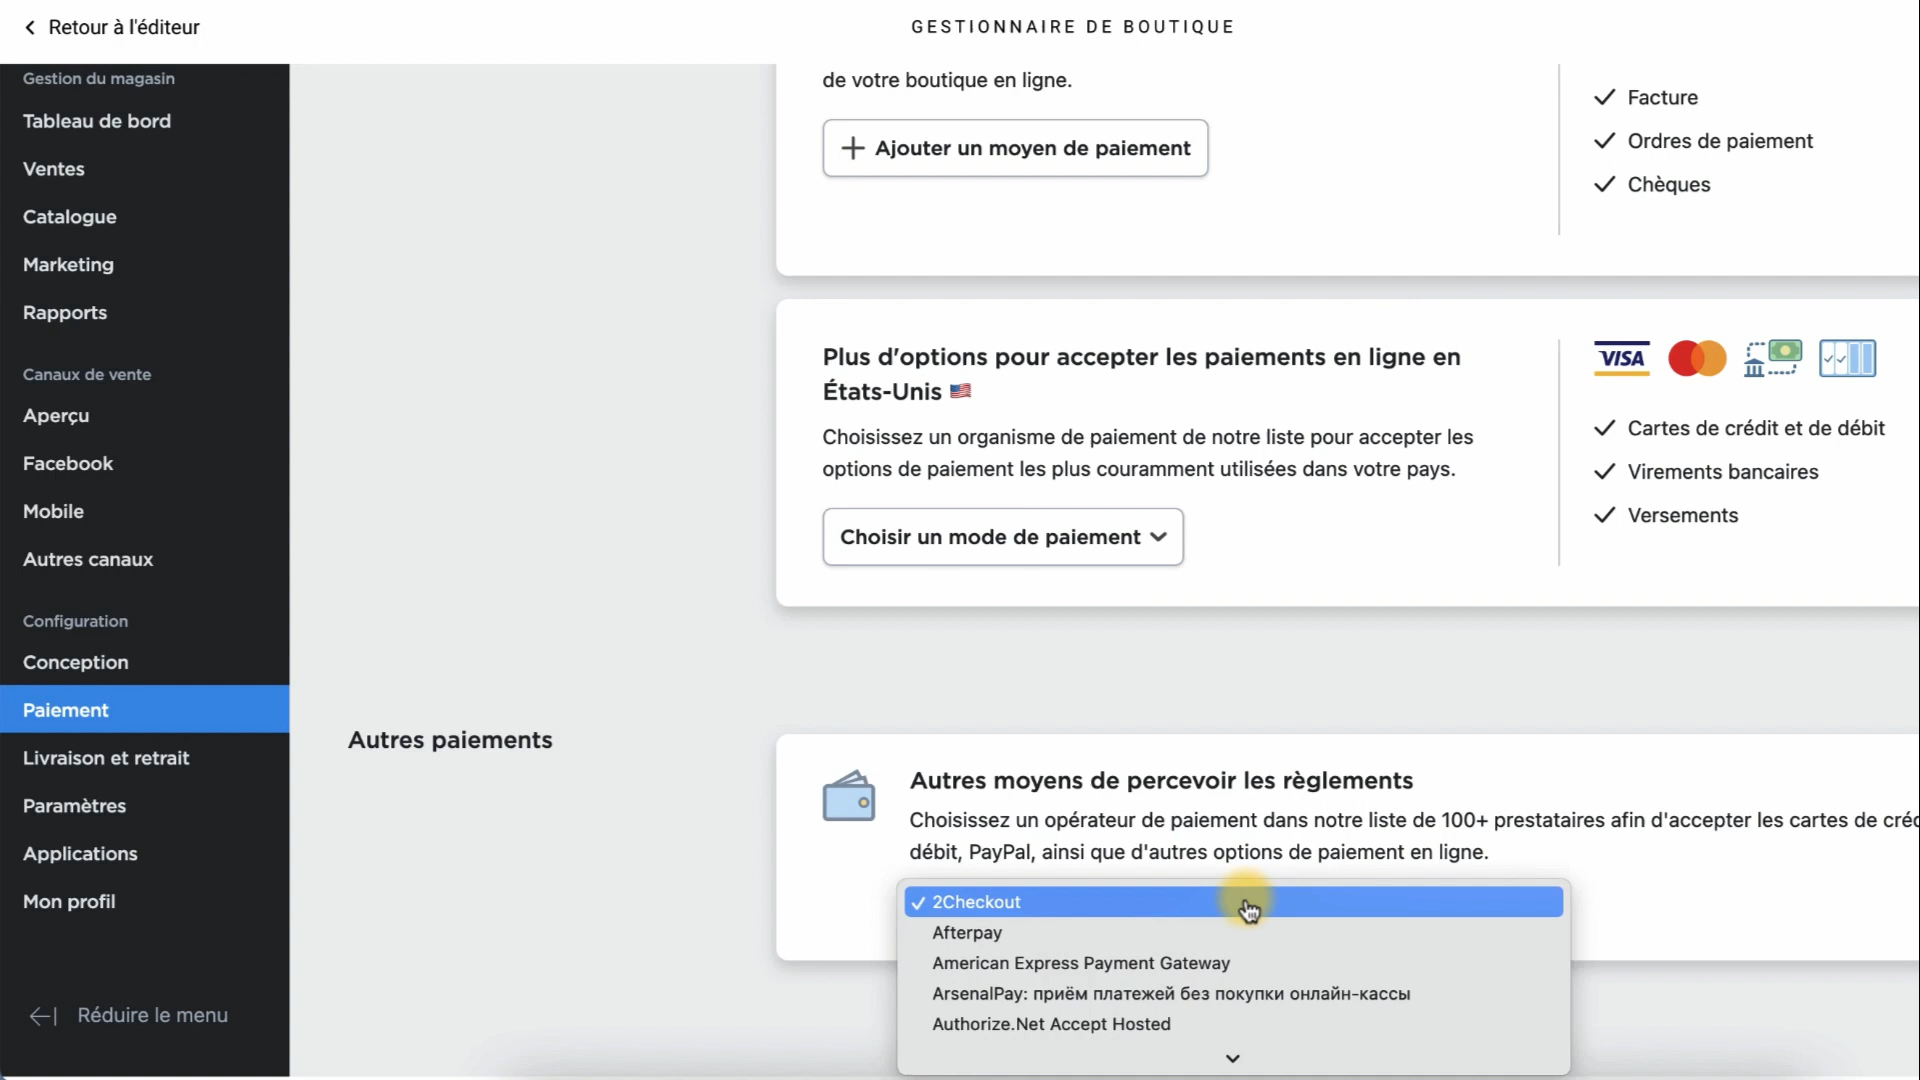 Retour à l'éditeur
GESTIONNAIRE DE BOUTIQUE
Gestion du magasin
Tableau de bord
Ventes
Catalogue
Marketing
Rapports
Canaux de vente
Aperçu
Facebook
Mobile
Autres canaux
Configuration
Conception
Paiement
Livraison et retrait
Paramètres
Applications
Mon profil
Réduire le menu
de votre boutique en ligne.
Ajouter un moyen de paiement
Facture
Ordres de paiement
Chèques
Plus d'options pour accepter les paiements en ligne en
États-Unis
Choisissez un organisme de paiement de notre liste pour accepter les
options de paiement les plus couramment utilisées dans votre pays.
Choisir un mode de paiement
VISA
Cartes de crédit et de débit
Virements bancaires
Versements
Autres paiements
Autres moyens de percevoir les règlements
Choisissez un opérateur de paiement dans notre liste de 100+ prestataires afin d'accepter les cartes de créd
débit, PayPal, ainsi que d'autres options de paiement en ligne.
2Checkout
Afterpay
American Express Payment Gateway
ArsenalPay: приём платежей без покупки онлайн-кассы
Authorize.Net Accept Hosted